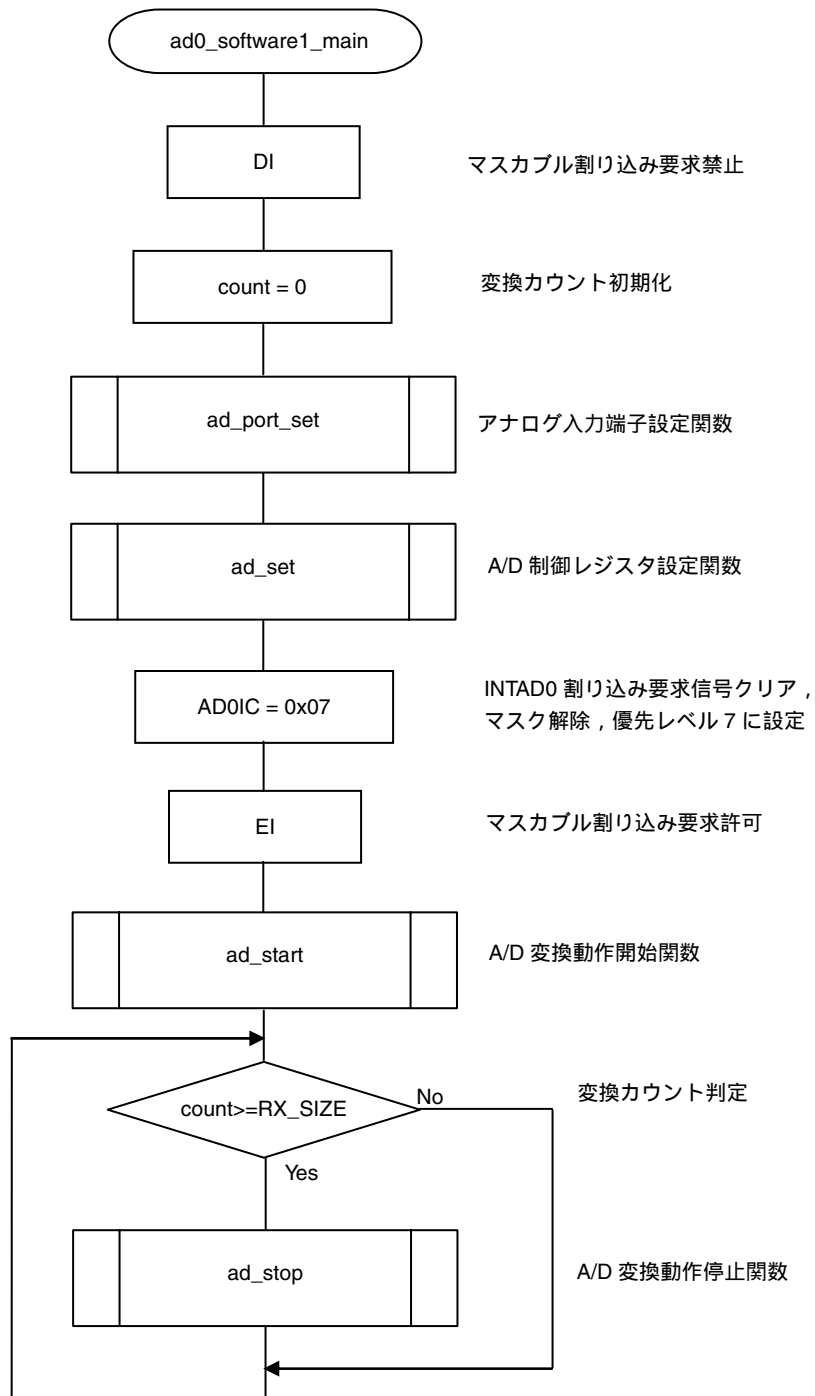 ad0_software1_main
DI
マスカブル割り込み要求禁止
count = 0
変換カウント初期化
ad_port_set
アナログ入力端子設定関数
ad_set
A/D 制御レジスタ設定関数
AD0IC = 0x07
INTAD0 割り込み要求信号クリア，
マスク解除，優先レベル７に設定
EI
マスカブル割り込み要求許可
ad_start
A/D 変換動作開始関数
count>=RX_SIZE
No
変換カウント判定
Yes
ad_stop
A/D 変換動作停止関数